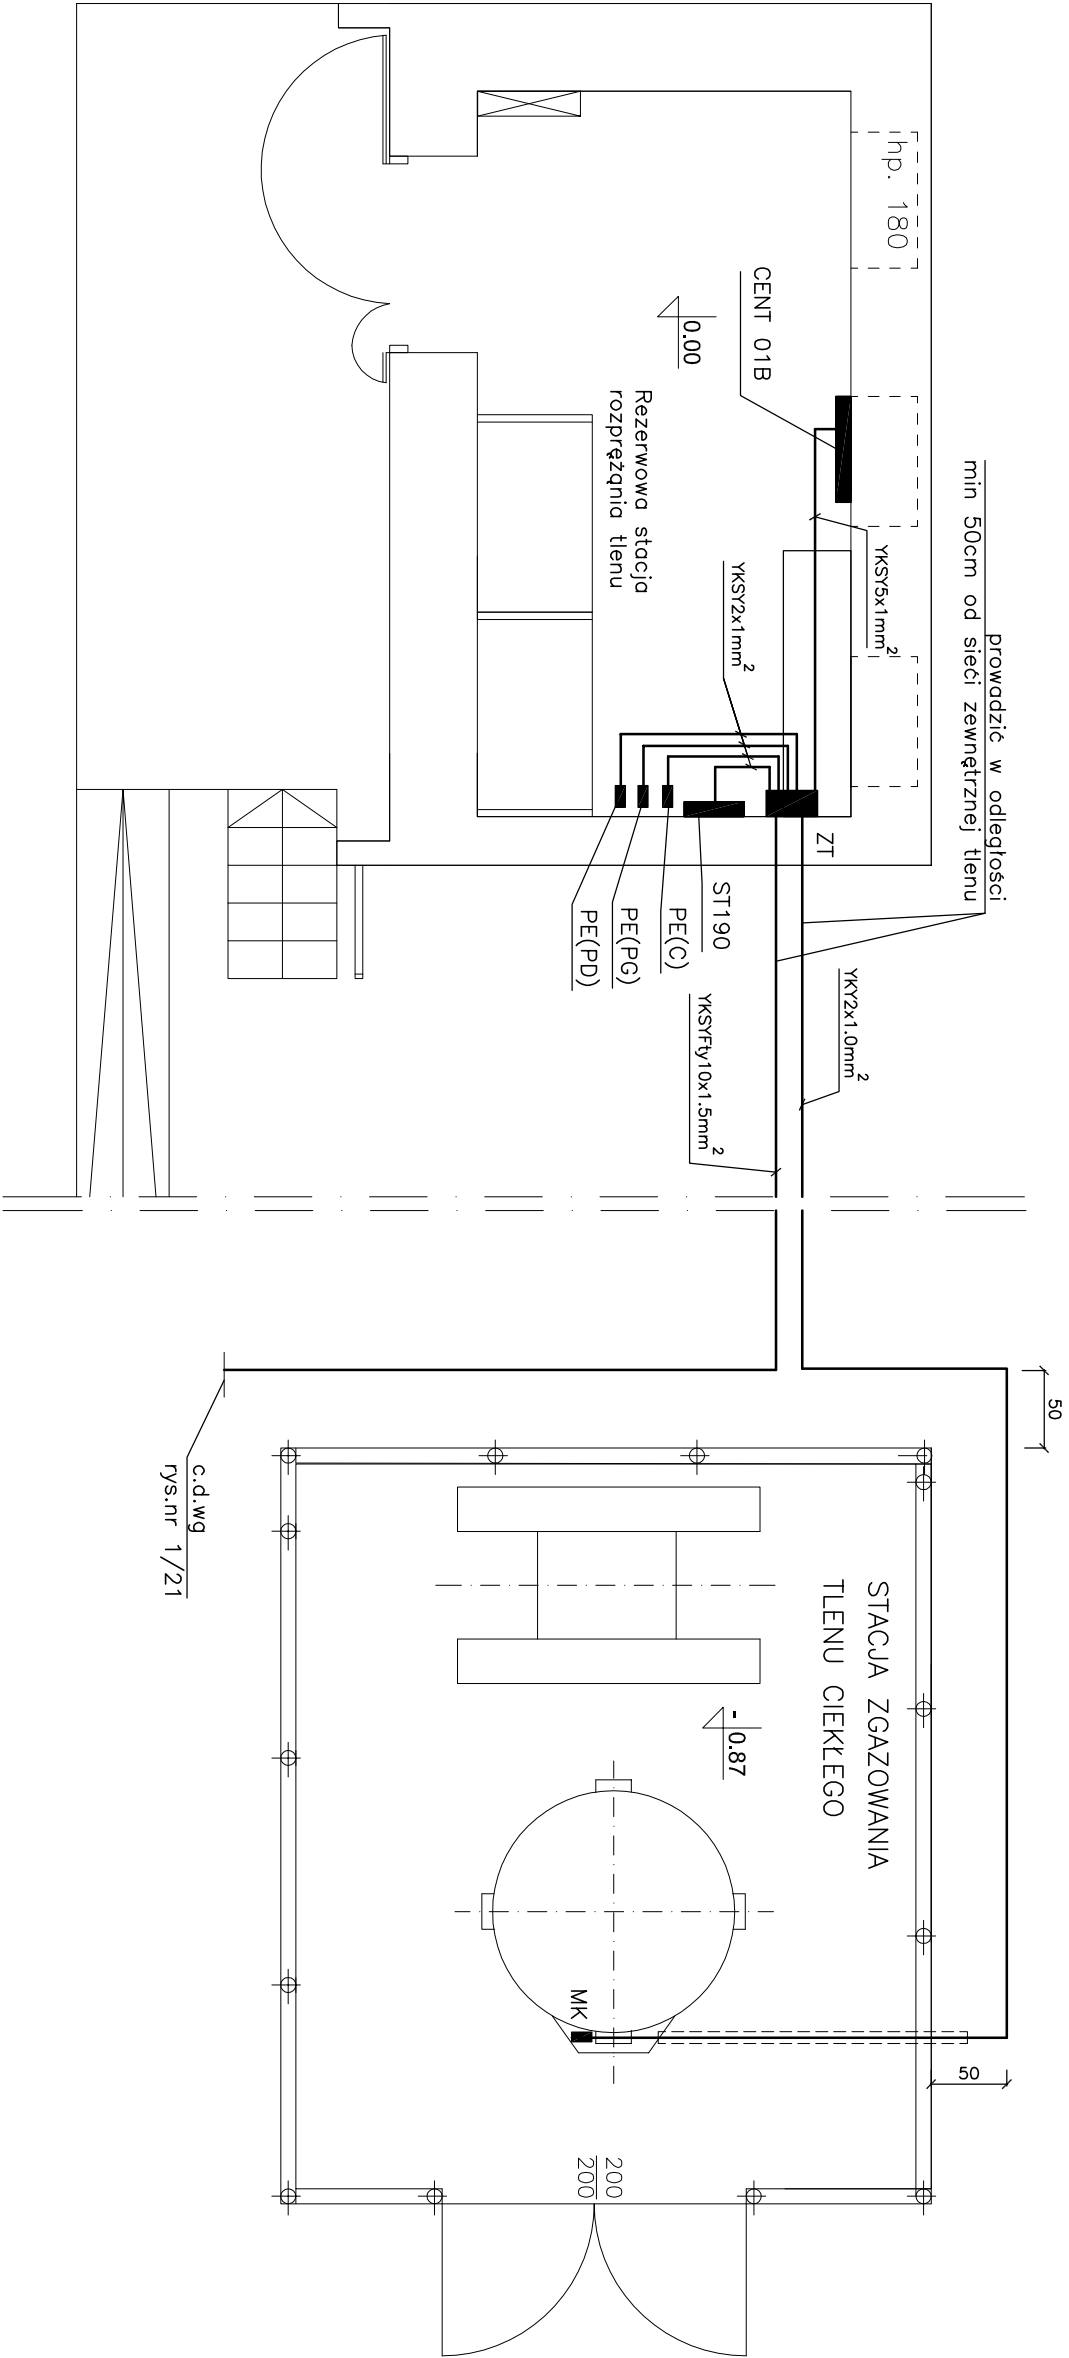 hp. 180
CENT 01B
0.00
Rezerwowa stacja
rozprężąnia tlenu
prowadzić w odległości
min 50cm od sieći zewnętrznej tlenu
YKSY5x1mm²
YKSY2x1mm²
ZT
ST190
PE(C)
PE(PG)
PE(PD)
YKY2x1.0mm²
YKSYFty10x1.5mm²
50
c.d.wg
rys.nr 1/21
STACJA ZGAZOWANIA
TLENU CIEKŁEGO
-0.87
MK
50
200
200